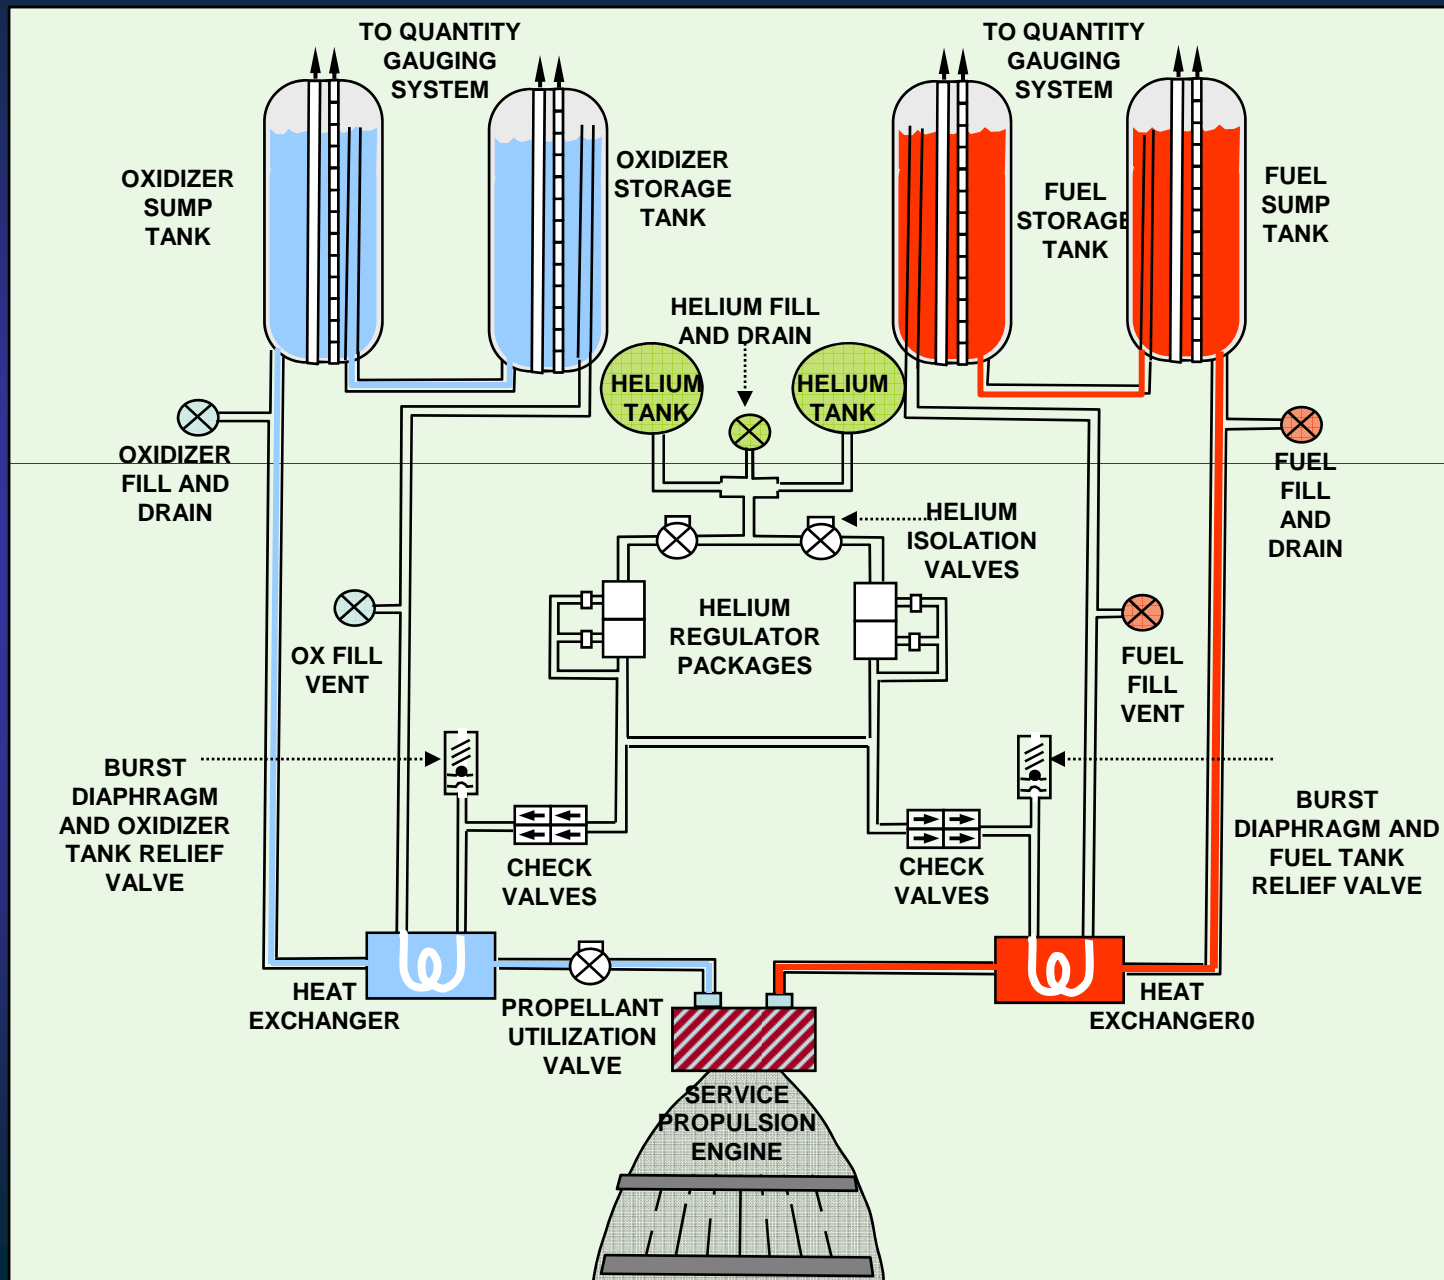 TO QUANTITY
GAUGING
SYSTEM
TO QUANTITY
GAUGING
SYSTEM
OXIDIZER
SUMP
TANK
OXIDIZER
STORAGE
TANK
FUEL
STORAGE
TANK
FUEL
SUMP
TANK
HELIUM FILL
AND DRAIN
HELIUM
TANK
HELIUM
TANK
OXIDIZER
FILL AND
DRAIN
FUEL
FILL
AND
DRAIN
HELIUM
ISOLATION
VALVES
HELIUM
REGULATOR
PACKAGES
OX FILL
VENT
FUEL
FILL
VENT
BURST
DIAPHRAGM
AND OXIDIZER
TANK RELIEF
VALVE
BURST
DIAPHRAGM AND
FUEL TANK
RELIEF VALVE
CHECK
VALVES
CHECK
VALVES
HEAT
EXCHANGER
PROPELLANT
UTILIZATION
VALVE
HEAT
EXCHANGER0
SERVICE
PROPULSION
ENGINE